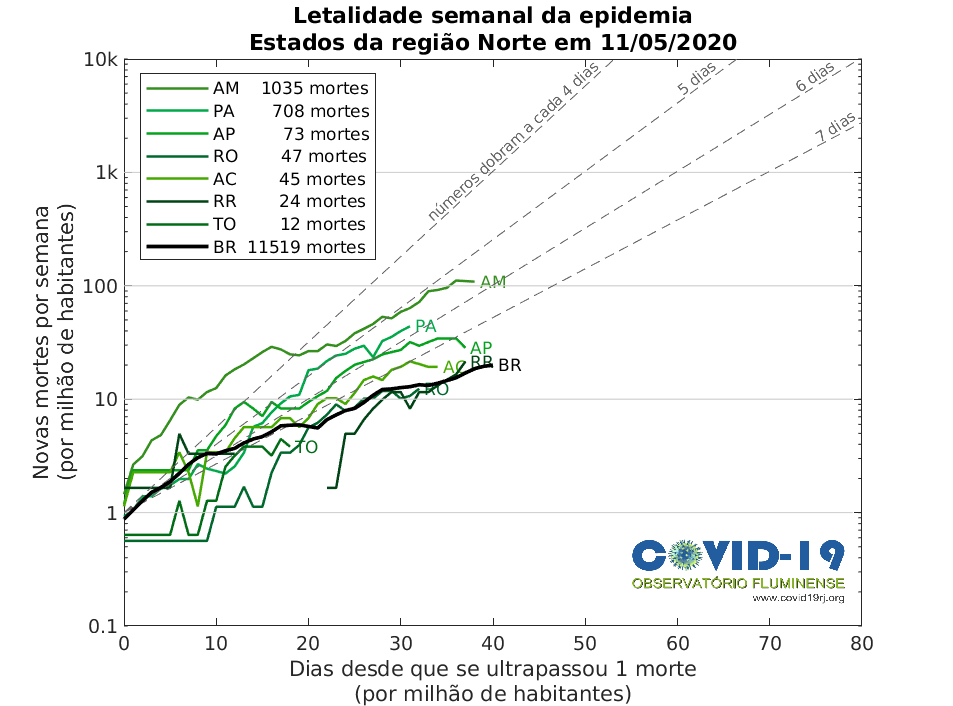 Letalidade semanal da epidemia
Estados da região Norte em 11/05/2020
Novas mortes por semana
(por milhão de habitantes)
10k
1k
100
10
1
0.1
AM 1035 mortes
PA 708 mortes
AP 73 mortes
RO 47 mortes
AC 45 mortes
RR 24 mortes
TO 12 mortes
BR 11519 mortes
números dobram a cada 4 dias
5 dias
6 dias
7 dias
AM
PA
AP
RR
BR
AC
RO
TO
COVID-19
OBSERVATÓRIO FLUMINENSE
www.covid19rj.org
0 10 20 30 40 50 60 70 80
Dias desde que se ultrapassou 1 morte
(por milhão de habitantes)